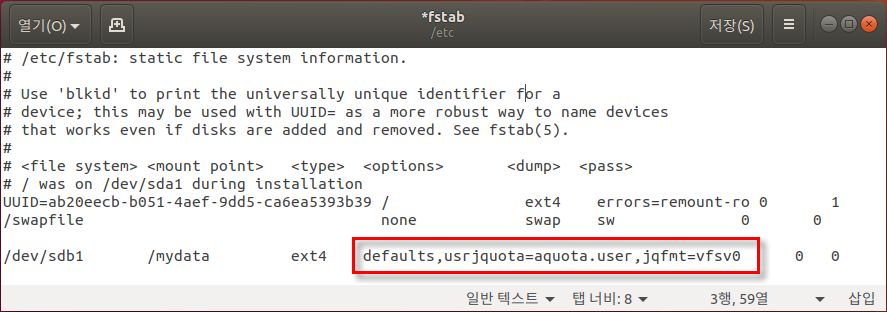 열기(O)
*fstab
/etc
저장(S)
# /etc/fstab: static file system information.
#
# Use 'blkid' to print the universally unique identifier for a
# device; this may be used with UUID= as a more robust way to name devices
# that works even if disks are added and removed. See fstab(5).
#
# <file system> <mount point>   <type>  <options>       <dump>  <pass>
# / was on /dev/sda1 during installation
UUID=ab20eecb-b051-4aef-9dd5-ca6ea5393b39 /               ext4    errors=remount-ro 0       1
/swapfile                                 none            swap    sw              0       0
/dev/sdb1       /mydata         ext4    defaults,usrjquota=aquota.user,jqfmt=vfsv0      0   0
일반 텍스트 탭 너비: 8 3행, 59열 삽입